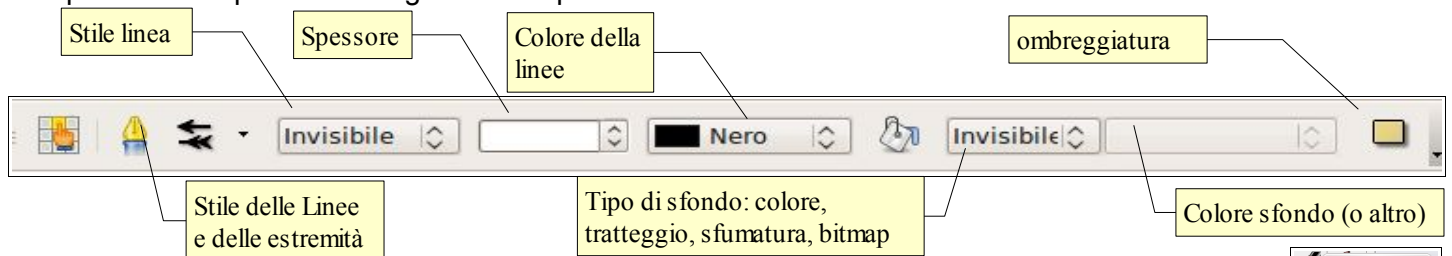 Stile linea
Spessore
Colore della
linee
ombreggiatura
Invisibile
Nero
Invisibile
Stile delle Linee
e delle estremità
Tipo di sfondo: colore,
tratteggio, sfumatura, bitmap
Colore sfondo (o altro)